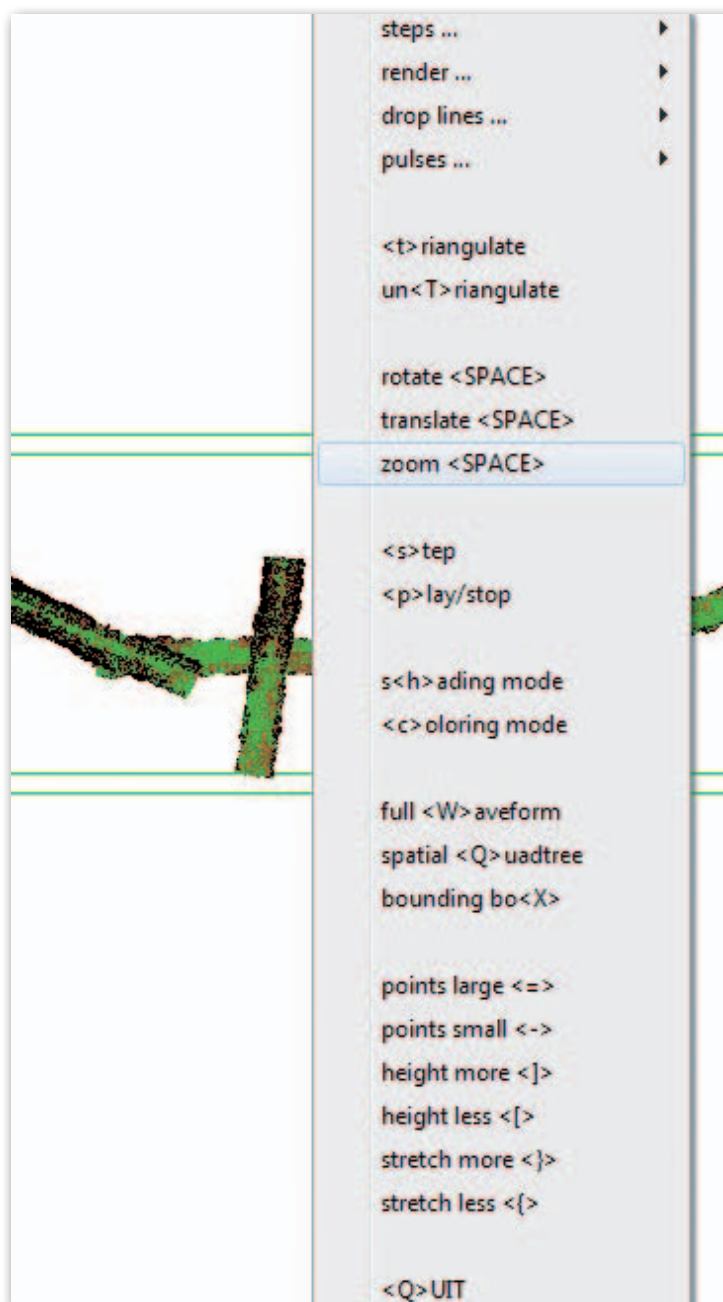 steps ...
render ...
drop lines ...
pulses ...
<t>riangulate
un<T>riangulate
rotate <SPACE>
translate <SPACE>
zoom <SPACE>
<s>tep
<p>lay/stop
s<h>ading mode
<c>oloring mode
full <W>aveform
spatial <Q>uadtree
bounding bo<X>
points large <=>
points small <->
height more <]>
height less <[>
stretch more <}>
stretch less <{>
<Q>UIT